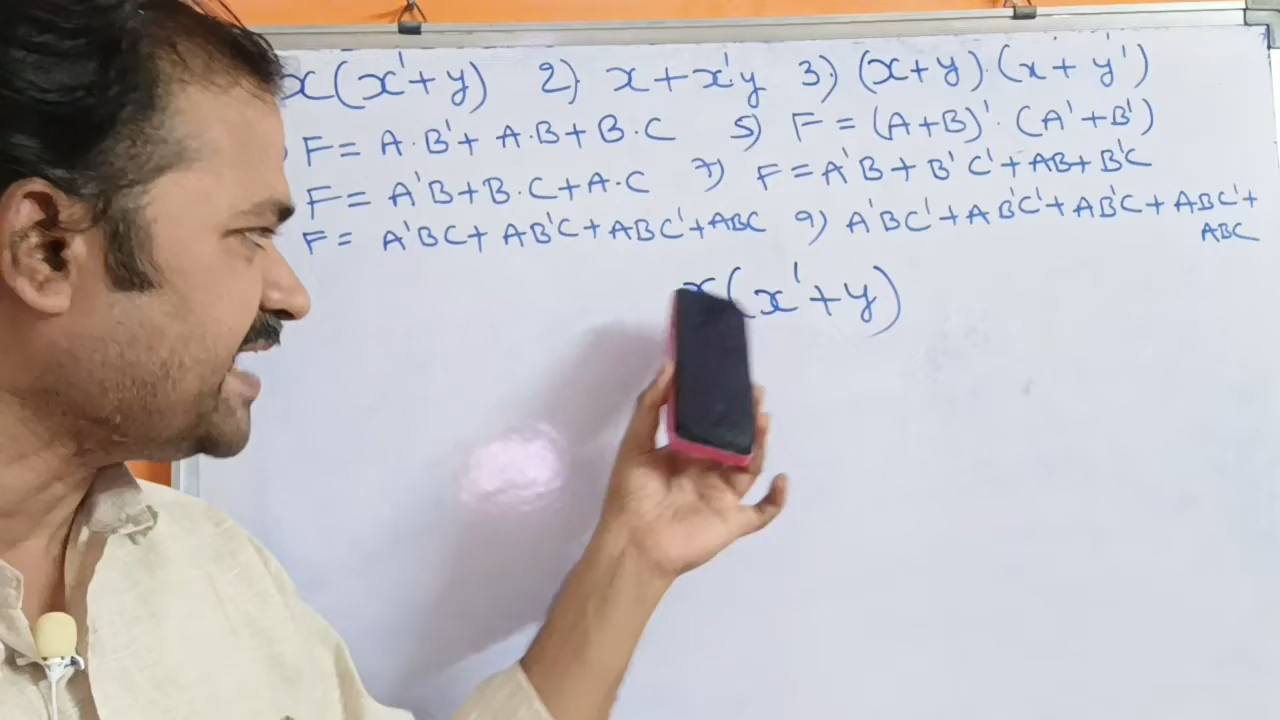 x(x'+y) 2) x+x'y 3) (x+y).(x+y')
F= A.B'+ A.B+ B.C 5) F = (A+B)'. (A'+B')
F= A'B+B.C+A.C 7) F=A'B+B'C'+AB+B'C
F= A'BC+ AB'C+ABC'+ABC 9) A'BC'+AB'C'+AB'C+ABC'+
ABC
x(x'+y)